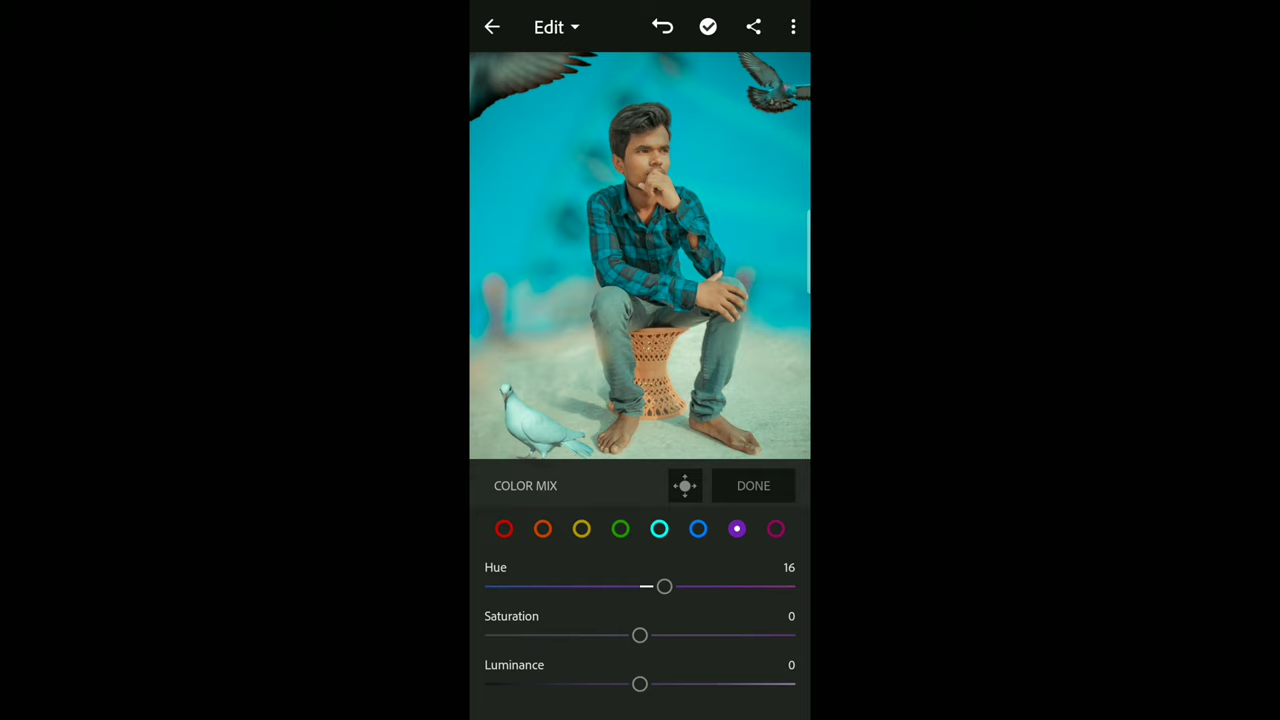 Edit
COLOR MIX
DONE
Hue 16
Saturation 0
Luminance 0